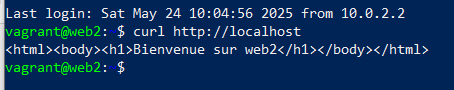 Last login: Sat May 24 10:04:56 2025 from 10.0.2.2
vagrant@web2: $ curl http://localhost
<html><body><h1>Bienvenue sur web2</h1></body></html>
vagrant@web2: $